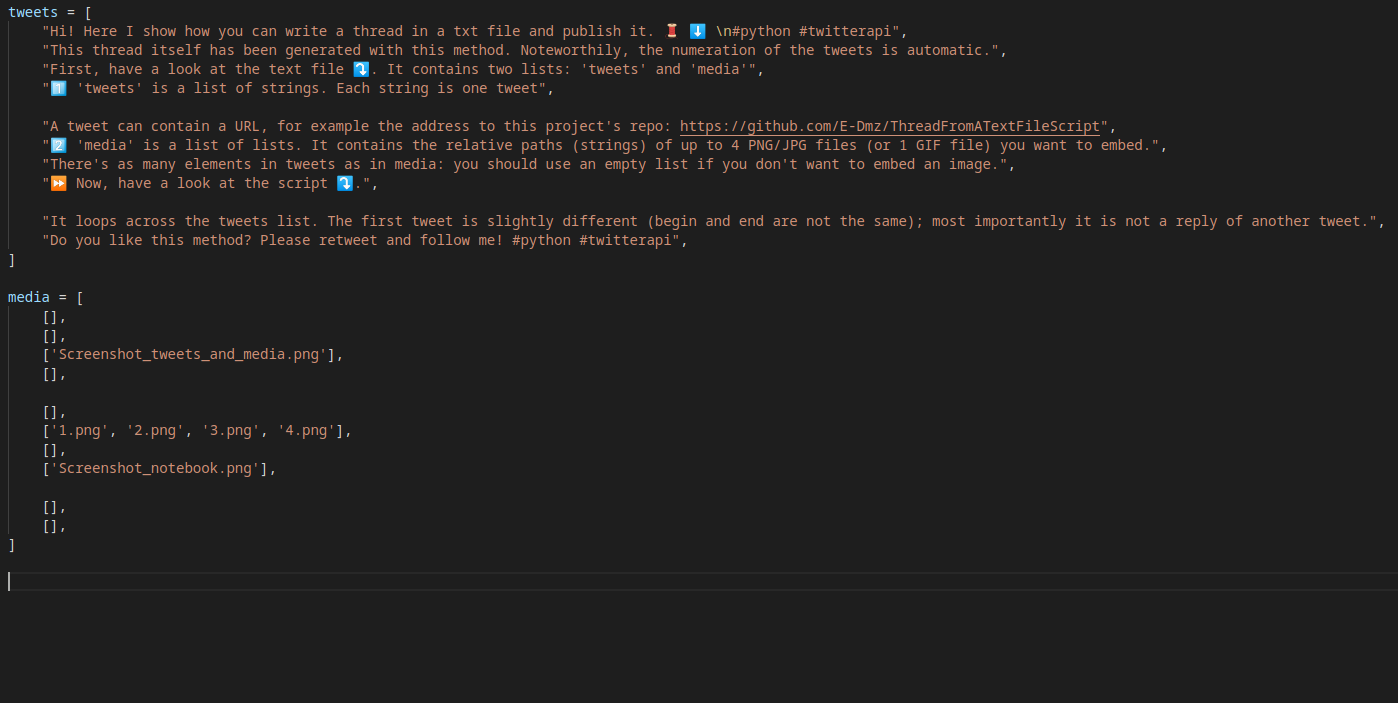 tweets = [
    "Hi! Here I show how you can write a thread in a txt file and publish it. 🧵 ⬇️ \n#python #twitterapi",
    "This thread itself has been generated with this method. Noteworthily, the numeration of the tweets is automatic.",
    "First, have a look at the text file ⤵️. It contains two lists: 'tweets' and 'media'",
    "1️⃣ 'tweets' is a list of strings. Each string is one tweet",
    "A tweet can contain a URL, for example the address to this project's repo: https://github.com/E-Dmz/ThreadFromATextFileScript",
    "2️⃣ 'media' is a list of lists. It contains the relative paths (strings) of up to 4 PNG/JPG files (or 1 GIF file) you want to embed.",
    "There's as many elements in tweets as in media: you should use an empty list if you don't want to embed an image.",
    "⏩ Now, have a look at the script ⤵️.",
    "It loops across the tweets list. The first tweet is slightly different (begin and end are not the same); most importantly it is not a reply of another tweet.",
    "Do you like this method? Please retweet and follow me! #python #twitterapi",
]
media = [
    [],
    [],
    ['Screenshot_tweets_and_media.png'],
    [],
    [],
    ['1.png', '2.png', '3.png', '4.png'],
    [],
    ['Screenshot_notebook.png'],
    [],
    [],
]